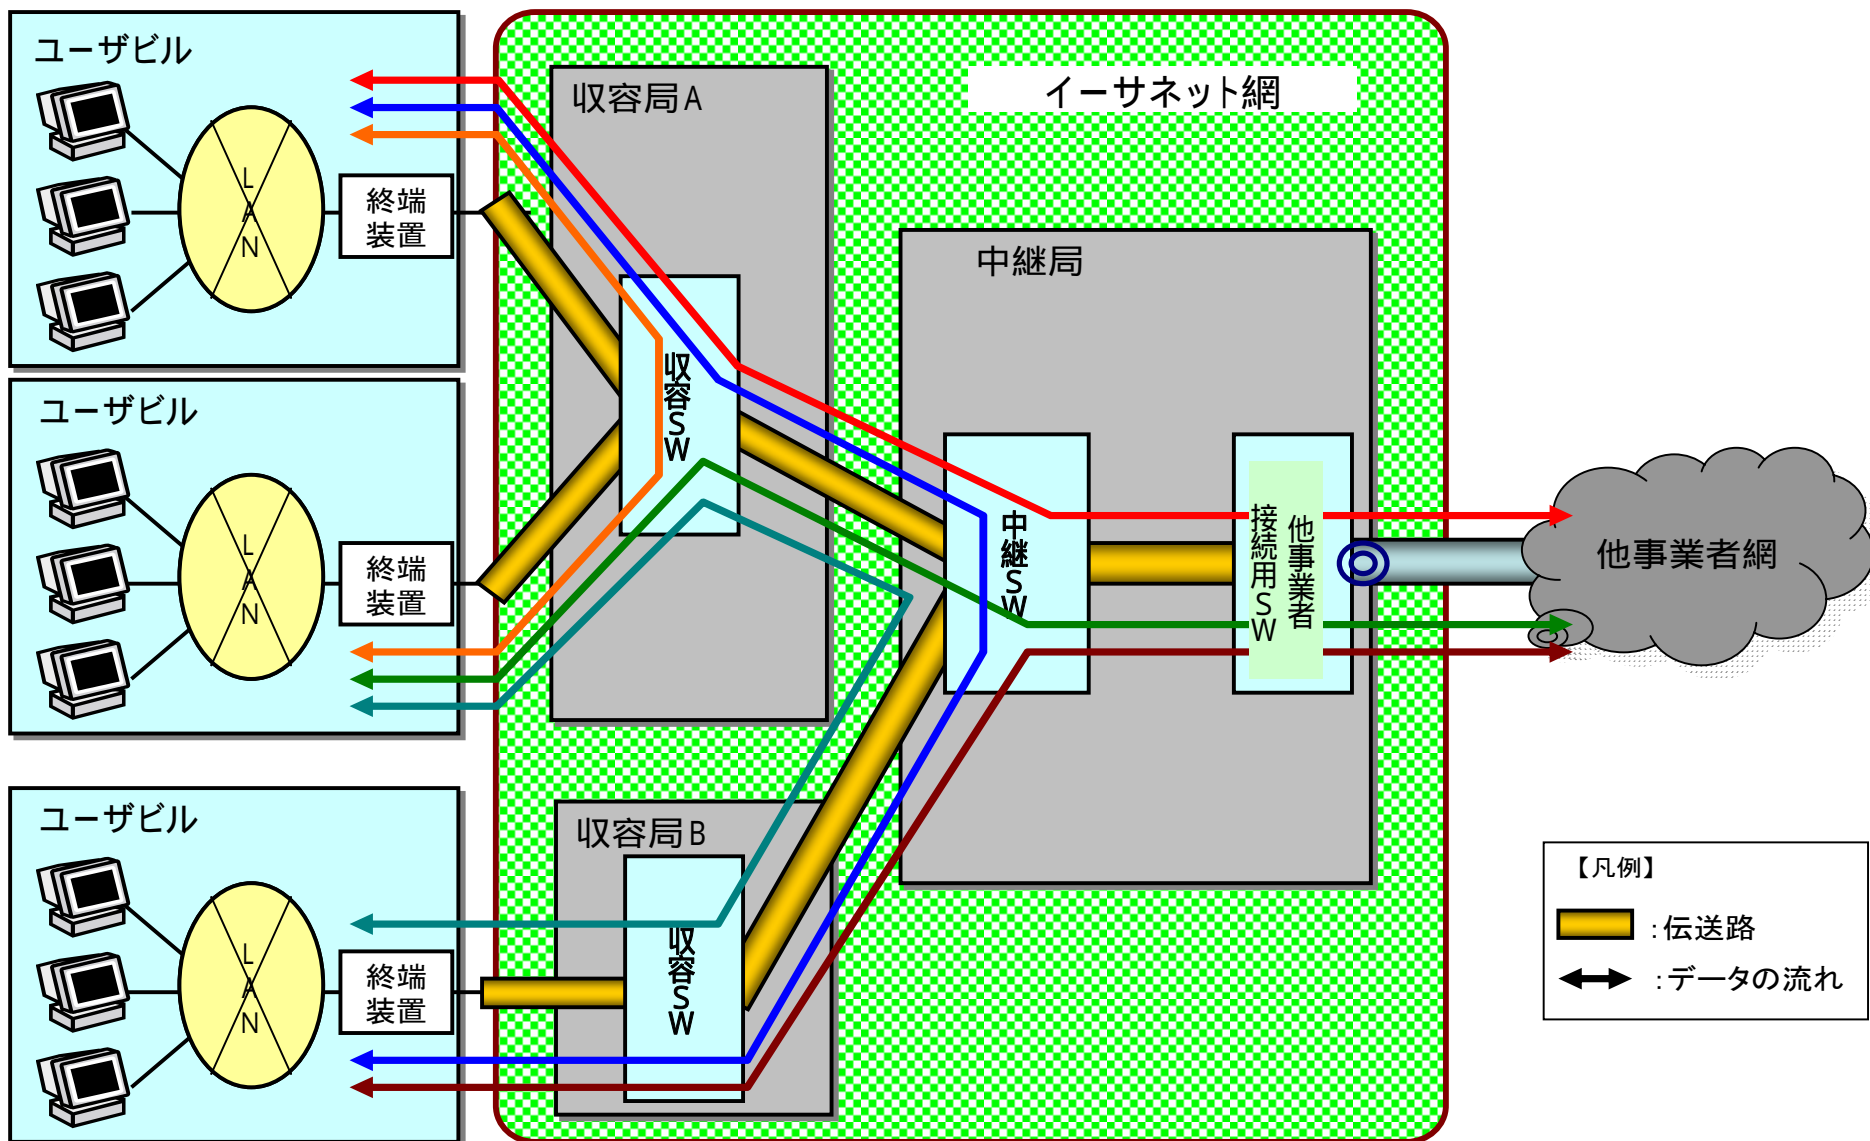 ユーザビル
L
A
N
終端
装置
収容局A
収容SW
イーサネット網
中継局
ユーザビル
L
A
N
終端
装置
中継SW
他事業者
接続用SW
他事業者網
ユーザビル
L
A
N
終端
装置
収容局B
収容SW
【凡例】
:伝送路
:データの流れ